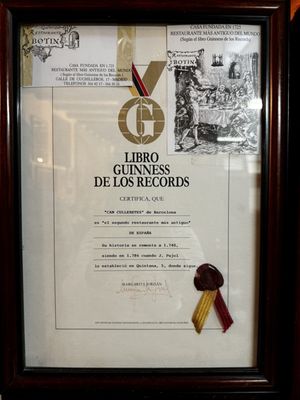 RESTAURANTE
BOTIN
CASA FUNDADA EN 1725
RESTAURANTE MÁS ANTIGUO DEL MUNDO
(Según el libro Guinness de los Records)
CALLE DE CUCHILLEROS, 17 - MADRID
CASA FUNDADA EN 1725
RESTAURANTE MÁS ANTIGUO DEL MUNDO
(Según el libro Guinness de los Records)
RESTAURANTE
BOTIN
G
LIBRO
GUINNESS
DE LOS RECORDS
CERTIFICA, QUE
"CAN CULLERETES" de Barcelona
es "el segundo restaurante más antiguo"
DE ESPAÑA
Su historia se remonta a 1.740,
siendo en 1.786 cuando J. Pujol
lo estableció en Quintana, 5, donde sigue
MARGARITA JORDÁN